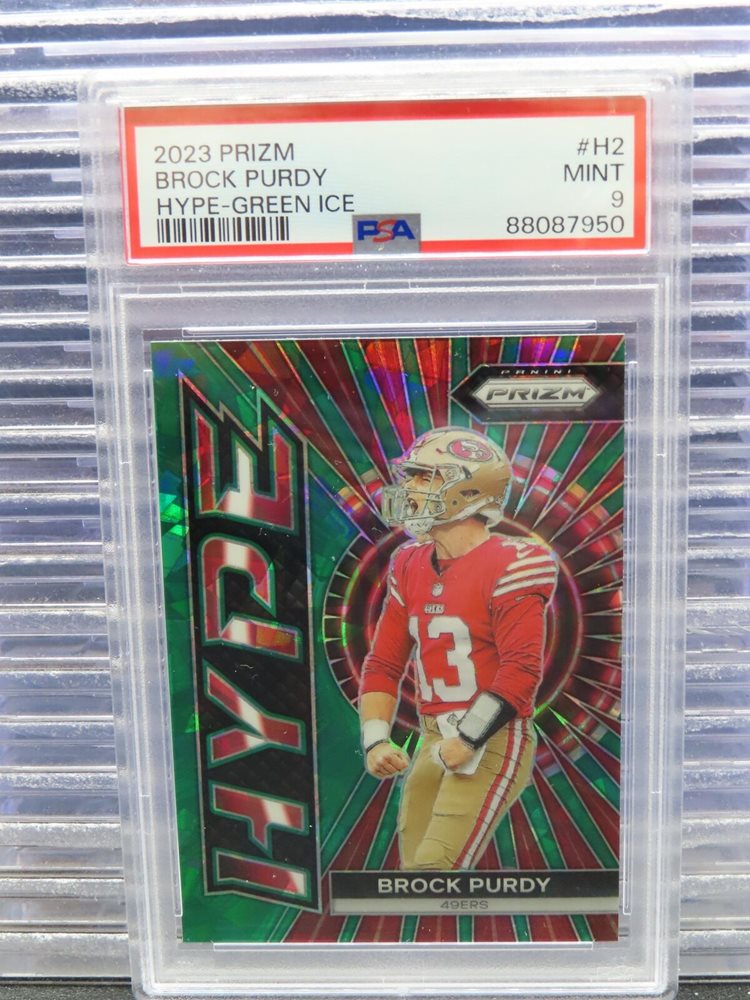 2023 PRIZM #H2
BROCK PURDY MINT
HYPE-GREEN ICE 9
PSA 88087950
PANINI
PRIZM
HYPE
49ERS
13
BROCK PURDY
49ERS